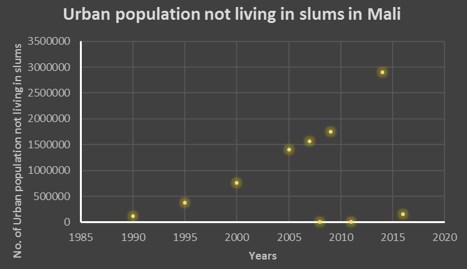 Urban population not living in slums in Mali
No. of Urban population not living in slums
3500000
3000000
2500000
2000000
1500000
1000000
500000
0
1985 1990 1995 2000 2005 2010 2015 2020
Years